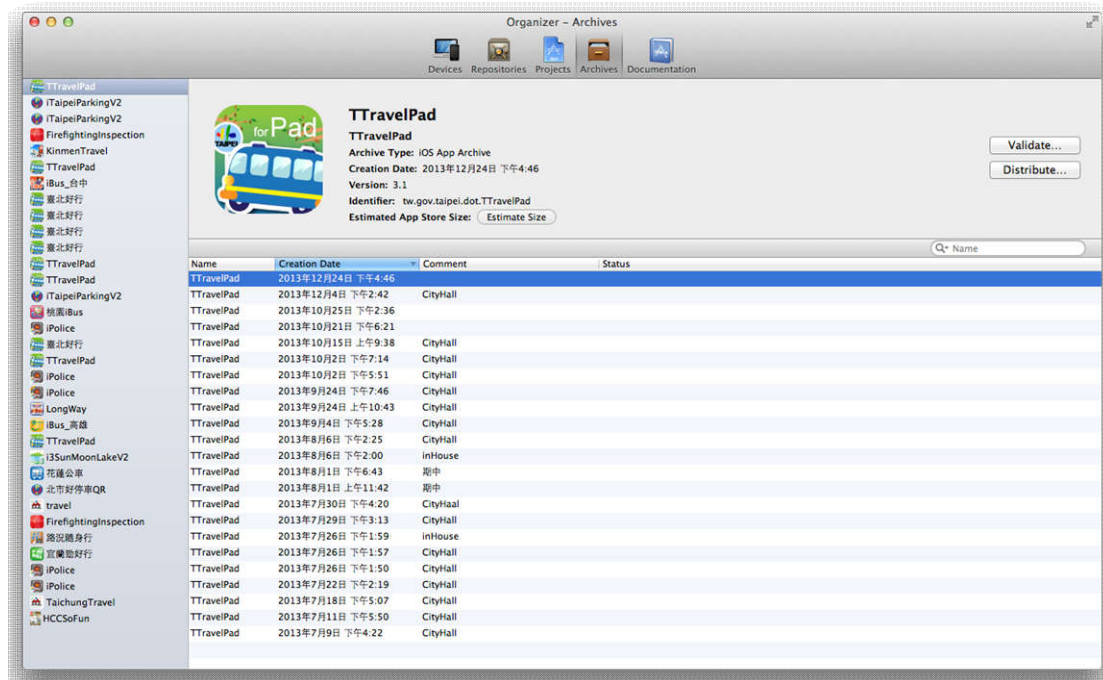 Organizer – Archives
Devices Repositories Projects Archives Documentation
TTravelPad
iTaipeiParkingV2
iTaipeiParkingV2
FirefightingInspection
KinmenTravel
TTravelPad
iBus_台中
臺北好行
臺北好行
臺北好行
臺北好行
TTravelPad
TTravelPad
iTaipeiParkingV2
桃園iBus
iPolice
臺北好行
TTravelPad
iPolice
iPolice
LongWay
iBus_高雄
TTravelPad
i3SunMoonLakeV2
花蓮公車
北市好停車QR
travel
FirefightingInspection
路況隨身行
宜蘭勁好行
iPolice
iPolice
TaichungTravel
HCCSoFun
for Pad
TAIPEI
TTravelPad
TTravelPad
Archive Type: iOS App Archive
Creation Date: 2013年12月24日 下午4:46
Version: 3.1
Identifier: tw.gov.taipei.dot.TTravelPad
Estimated App Store Size: Estimate Size
Validate...
Distribute...
Name
Name Creation Date Comment Status
TTravelPad 2013年12月24日 下午4:46
TTravelPad 2013年12月4日 下午2:42 CityHall
TTravelPad 2013年10月25日 下午2:36
TTravelPad 2013年10月21日 下午6:21
TTravelPad 2013年10月15日 上午9:38 CityHall
TTravelPad 2013年10月2日 下午7:14 CityHall
TTravelPad 2013年10月2日 下午5:51 CityHall
TTravelPad 2013年9月24日 下午7:46 CityHall
TTravelPad 2013年9月24日 上午10:43 CityHall
TTravelPad 2013年9月4日 下午5:28 CityHall
TTravelPad 2013年8月6日 下午2:25 CityHall
TTravelPad 2013年8月6日 下午2:00 inHouse
TTravelPad 2013年8月1日 下午6:43 期中
TTravelPad 2013年8月1日 上午11:42 期中
TTravelPad 2013年7月30日 下午4:20 CityHaal
TTravelPad 2013年7月29日 下午3:13 CityHall
TTravelPad 2013年7月26日 下午1:59 inHouse
TTravelPad 2013年7月26日 下午1:57 CityHall
TTravelPad 2013年7月26日 下午1:50 CityHall
TTravelPad 2013年7月22日 下午2:19 CityHall
TTravelPad 2013年7月18日 下午5:07 CityHall
TTravelPad 2013年7月11日 下午5:50 CityHall
TTravelPad 2013年7月9日 下午4:22 CityHall